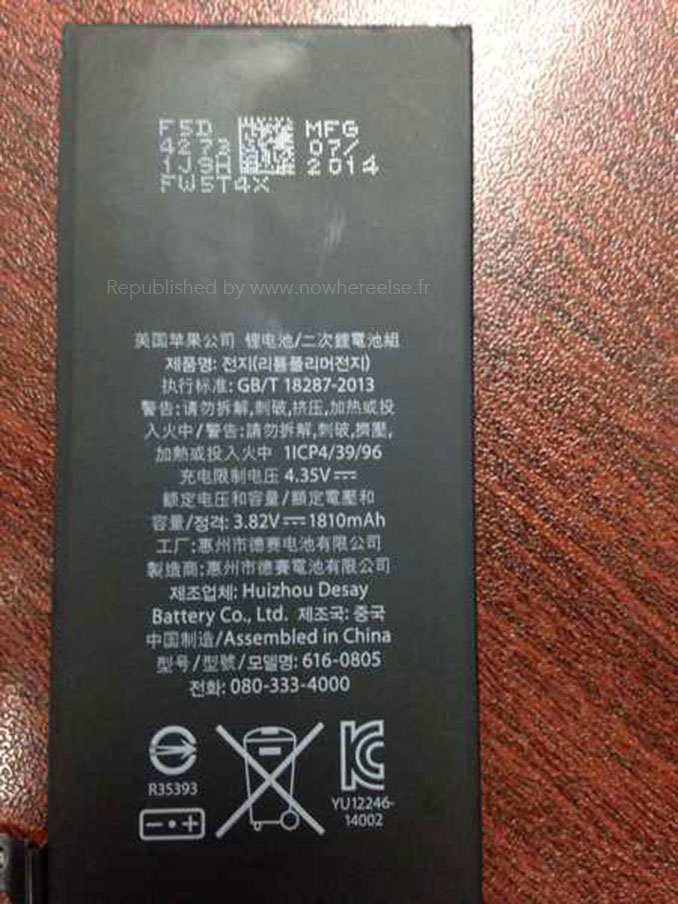 F5D
4273
1J9A
FW5T4X
MFG
07/
2014
Republished by www.nowhereelse.fr
美国苹果公司 锂电池/二次鋰電池組
제품명: 전지(리튬폴리머전지)
执行标准: GB/T 18287-2013
警告:请勿拆解,刺破,挤压,加热或投
入火中/警告:請勿拆解,刺破,擠壓,
加熱或投入火中 1ICP4/39/96
充电限制电压 4.35V⎓
额定电压和容量/額定電壓和
容量/정격: 3.82V⎓1810mAh
工厂:惠州市德赛电池有限公司
製造商:惠州市德賽電池有限公司
제조업체: Huizhou Desay
Battery Co., Ltd. 제조국: 중국
中国制造/Assembled in China
型号/型號/모델명: 616-0805
전화: 080-333-4000
R35393
YU12246-
14002